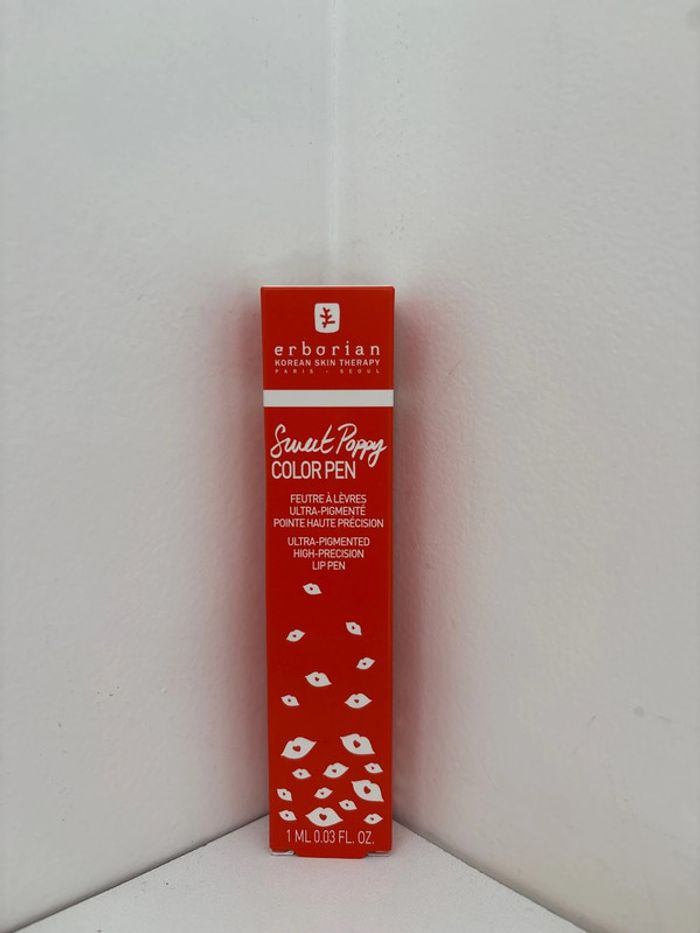 erborian
KOREAN SKIN THERAPY
PARIS - SEOUL
Sweet Poppy
COLOR PEN
FEUTRE À LÈVRES
ULTRA-PIGMENTÉ
POINTE HAUTE PRÉCISION
ULTRA-PIGMENTED
HIGH-PRECISION
LIP PEN
1 ML 0.03 FL. OZ.